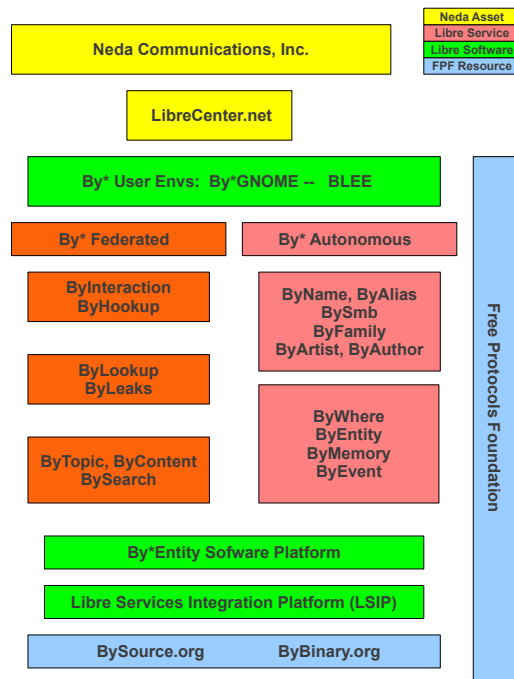 Neda Communications, Inc.
Neda Asset
Libre Service
Libre Software
FPF Resource
LibreCenter.net
By* User Envs: By*GNOME -- BLEE
By* Federated
By* Autonomous
ByInteraction
ByHookup
ByName, ByAlias
BySmb
ByFamily
ByArtist, ByAuthor
ByLookup
ByLeaks
ByWhere
ByEntity
ByMemory
ByEvent
ByTopic, ByContent
BySearch
By*Entity Sofware Platform
Libre Services Integration Platform (LSIP)
BySource.org ByBinary.org
Free Protocols Foundation